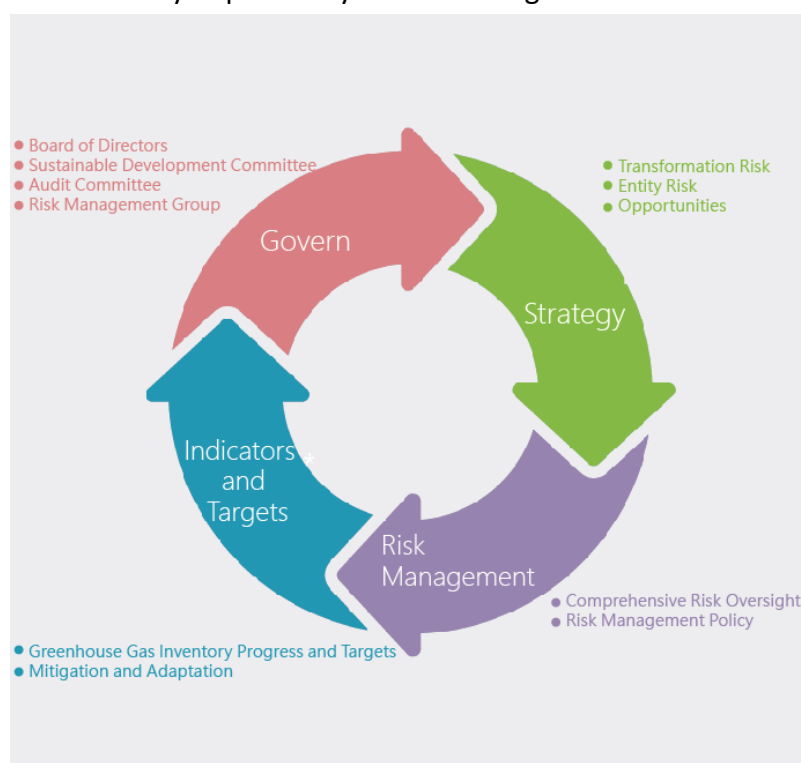 ● Board of Directors
● Sustainable Development Committee
● Audit Committee
● Risk Management Group
Govern
● Transformation Risk
● Entity Risk
● Opportunities
Strategy
Indicators *
and
Targets
Risk
Management
● Comprehensive Risk Oversight
● Risk Management Policy
● Greenhouse Gas Inventory Progress and Targets
● Mitigation and Adaptation